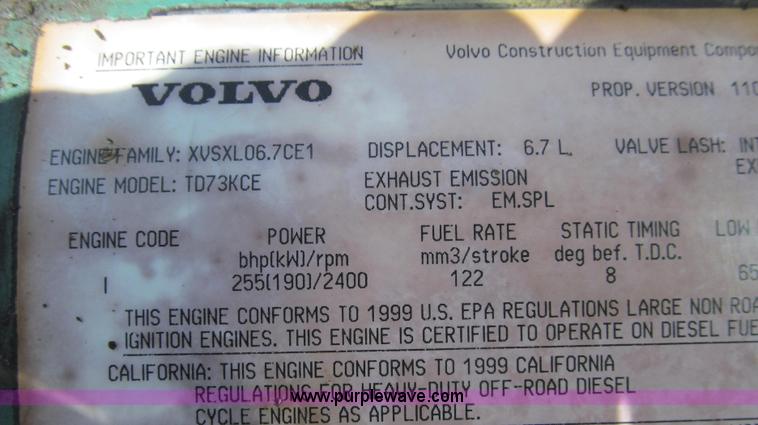 IMPORTANT ENGINE INFORMATION Volvo Construction Equipment
VOLVO PROP. VERSION
ENGINE FAMILY: XVSXL06.7CE1 DISPLACEMENT: 6.7 L VALVE LASH:
ENGINE MODEL: TD73KCE EXHAUST EMISSION
CONT.SYST: EM.SPL
ENGINE CODE POWER FUEL RATE STATIC TIMING LOW
bhp(kW)/rpm mm3/stroke deg bef. T.D.C.
I 255(190)/2400 122 8
THIS ENGINE CONFORMS TO 1999 U.S. EPA REGULATIONS LARGE NON
IGNITION ENGINES. THIS ENGINE IS CERTIFIED TO OPERATE ON DIESEL
CALIFORNIA: THIS ENGINE CONFORMS TO 1999 CALIFORNIA
REGULATIONS FOR HEAVY-DUTY OFF-ROAD DIESEL
www.purplewave.com
CYCLE ENGINES AS APPLICABLE.